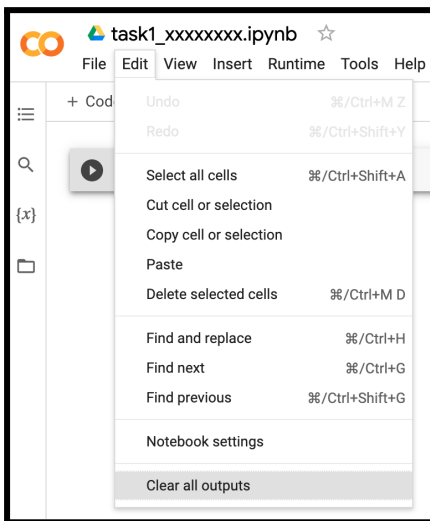 task1_xxxxxxxx.ipynb
File Edit View Insert Runtime Tools Help
+ Cod
Undo ⌘/Ctrl+M Z
Redo ⌘/Ctrl+Shift+Y
Select all cells ⌘/Ctrl+Shift+A
Cut cell or selection
Copy cell or selection
Paste
Delete selected cells ⌘/Ctrl+M D
Find and replace ⌘/Ctrl+H
Find next ⌘/Ctrl+G
Find previous ⌘/Ctrl+Shift+G
Notebook settings
Clear all outputs
{x}